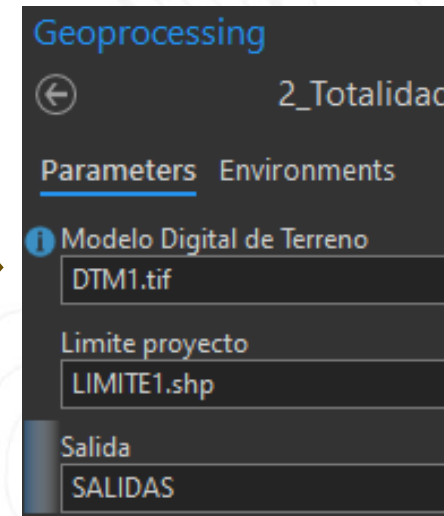 Geoprocessing
2_Totalidad
Parameters Environments
Modelo Digital de Terreno
DTM1.tif
Limite proyecto
LIMITE1.shp
Salida
SALIDAS